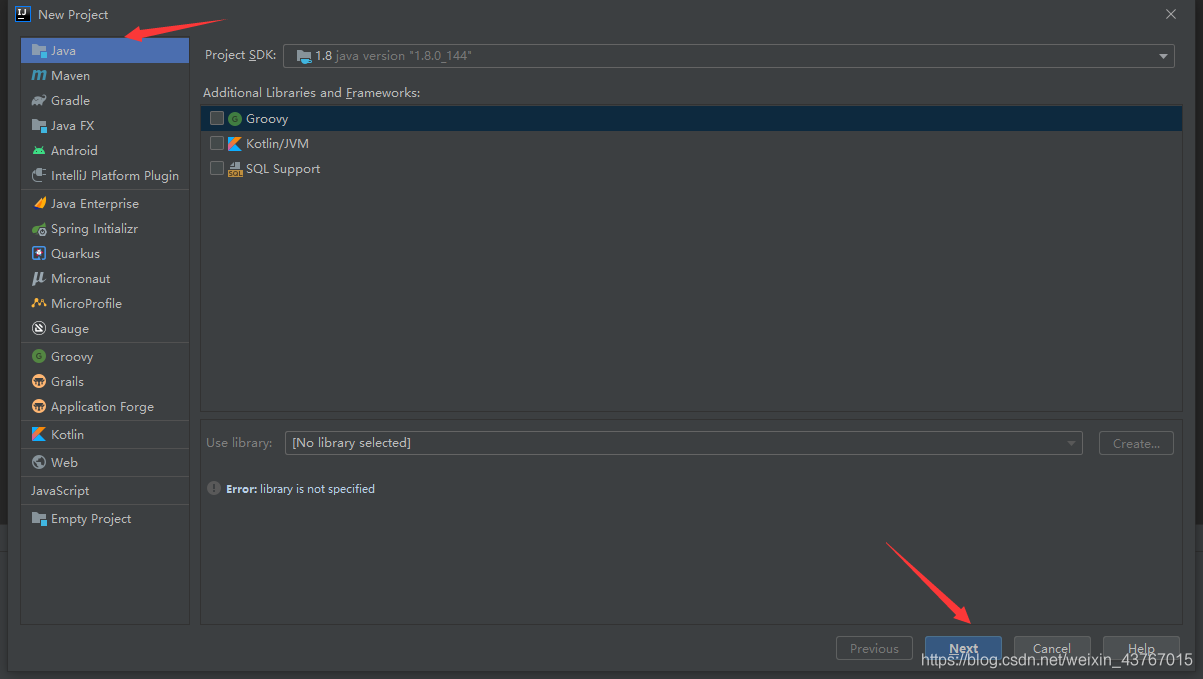 New Project
Java
Maven
Gradle
Java FX
Android
IntelliJ Platform Plugin
Java Enterprise
Spring Initializr
Quarkus
Micronaut
MicroProfile
Gauge
Groovy
Grails
Application Forge
Kotlin
Web
JavaScript
Empty Project
Project SDK: 1.8 java version "1.8.0_144"
Additional Libraries and Frameworks:
Groovy
Kotlin/JVM
SQL Support
Use library: [No library selected] Create...
Error: library is not specified
Previous Next Cancel Help
https://blog.csdn.net/weixin_43767015